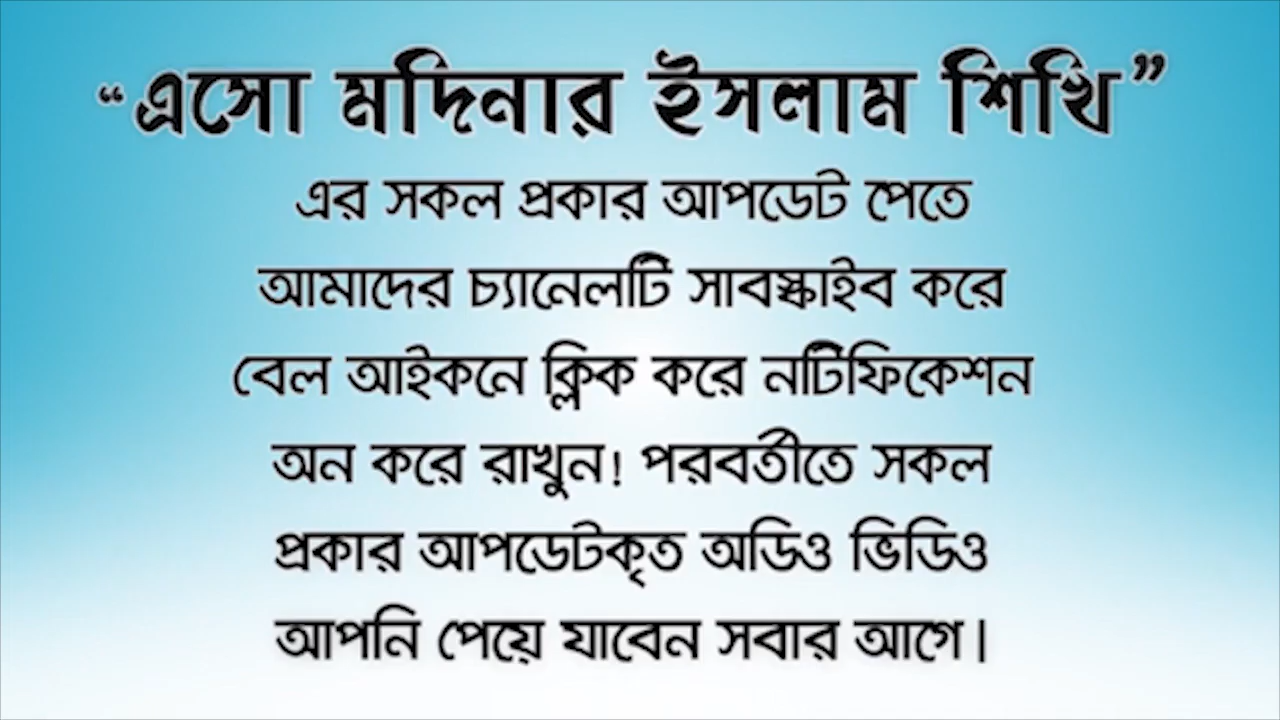 “এসো মদিনার ইসলাম শিখি”
এর সকল প্রকার আপডেট পেতে
আমাদের চ্যানেলটি সাবস্ক্রাইব করে
বেল আইকনে ক্লিক করে নটিফিকেশন
অন করে রাখুন! পরবর্তীতে সকল
প্রকার আপডেটকৃত অডিও ভিডিও
আপনি পেয়ে যাবেন সবার আগে।